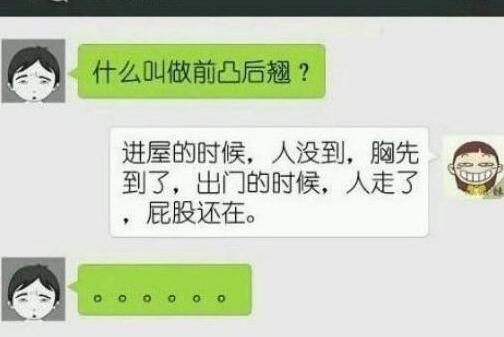 什么叫做前凸后翘？
进屋的时候，人没到，胸先
到了，出门的时候，人走了
，屁股还在。
。。。。。。